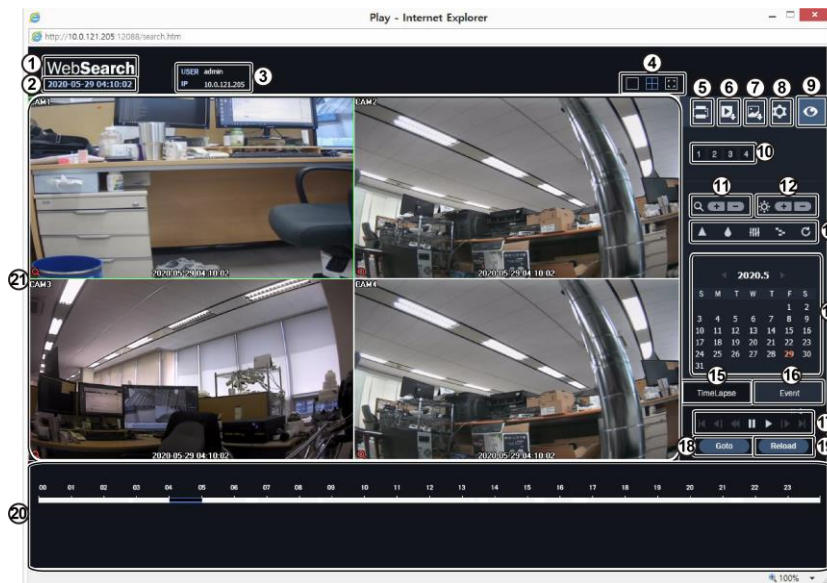 Play - Internet Explorer
http://10.0.121.205:12088/search.htm
1 WebSearch
2 2020-05-29 04:10:02
USER admin
IP 10.0.121.205
3
4
5 6 7 8 9
CAM1
CAM2
1 2 3 4
10
11 12
2020-05-29 04:10:02
2020-05-29 04:10:02
21
CAM3
CAM4
2020.5
S M T W T F S
1 2
3 4 5 6 7 8 9
10 11 12 13 14 15 16
17 18 19 20 21 22 23
24 25 26 27 28 29 30
31
15 16
TimeLapse Event
18 Goto Reload
2020-05-29 04:10:02
2020-05-29 04:10:02
00 01 02 03 04 05 06 07 08 09 10 11 12 13 14 15 16 17 18 19 20 21 22 23
20
100%